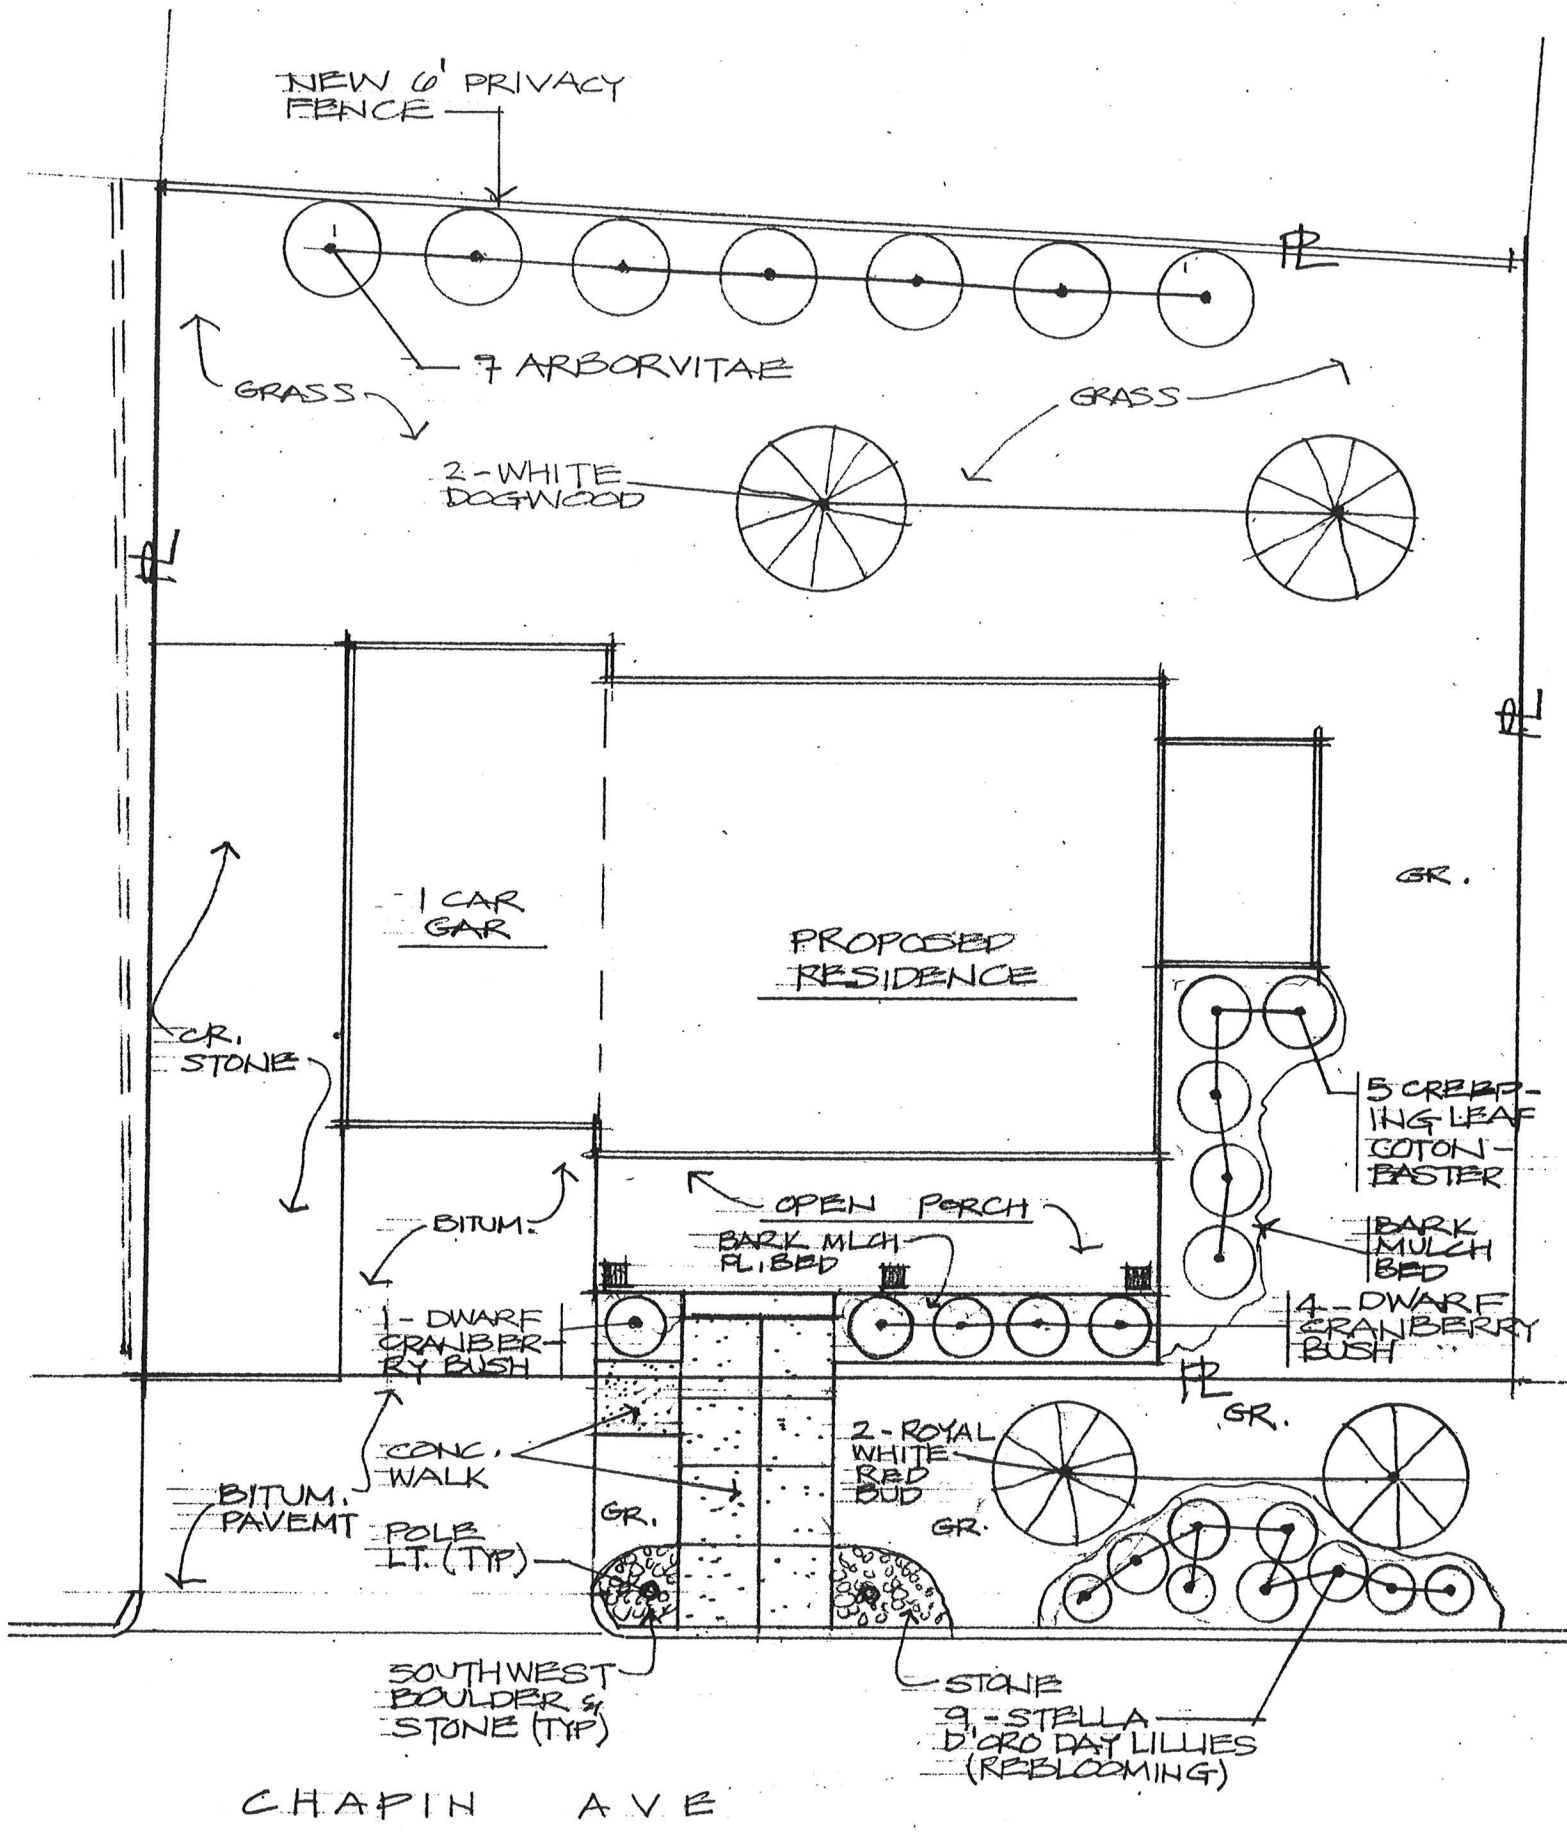 NEW 6' PRIVACY
FENCE
PL
7 ARBORVITAE
GRASS
GRASS
2-WHITE
DOGWOOD
PL
PL
1 CAR
GAR
GR.
PROPOSED
RESIDENCE
CR.
STONE
5 CREEP-
ING LEAF
COTON-
EASTER
OPEN PORCH
BITUM.
BARK MLCH
PL. BED
BARK
MULCH
BED
1-DWARF
CRANBER-
RY BUSH
4-DWARF
CRANBERRY
BUSH
PL
GR.
CONC.
WALK
2-ROYAL
WHITE
RED
BUD
BITUM.
PAVEMT
GR.
GR.
POLE
LT. (TYP)
SOUTHWEST
BOULDER &
STONE (TYP)
STONE
9-STELLA
D'ORO DAY LILLIES
(REBLOOMING)
CHAPIN AVE